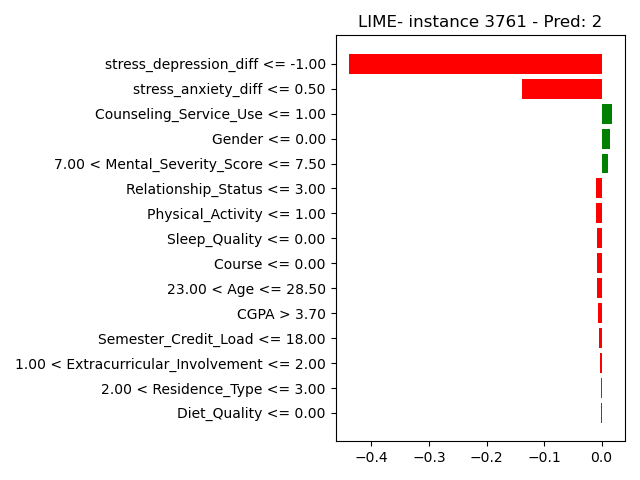 LIME- instance 3761 - Pred: 2
stress_depression_diff <= -1.00
stress_anxiety_diff <= 0.50
Counseling_Service_Use <= 1.00
Gender <= 0.00
7.00 < Mental_Severity_Score <= 7.50
Relationship_Status <= 3.00
Physical_Activity <= 1.00
Sleep_Quality <= 0.00
Course <= 0.00
23.00 < Age <= 28.50
CGPA > 3.70
Semester_Credit_Load <= 18.00
1.00 < Extracurricular_Involvement <= 2.00
2.00 < Residence_Type <= 3.00
Diet_Quality <= 0.00
−0.4 −0.3 −0.2 −0.1 0.0